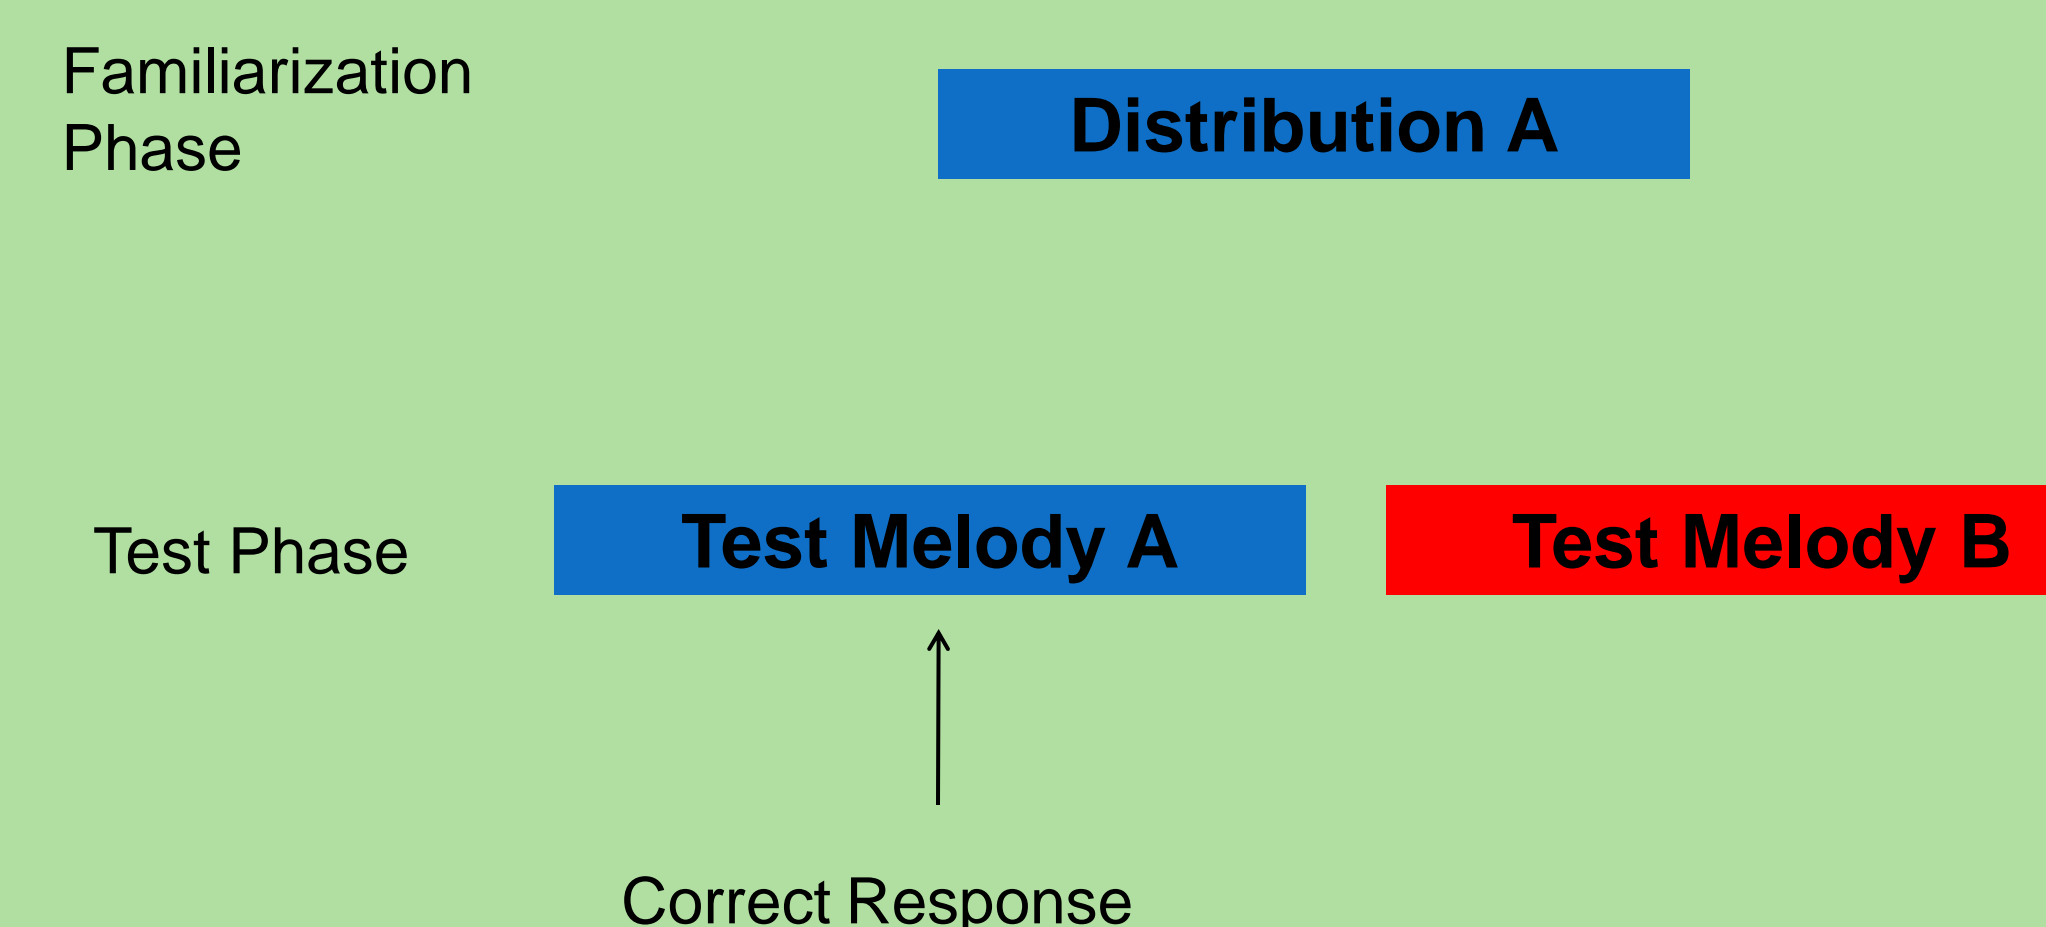 Familiarization
Phase
Distribution A
Test Phase
Test Melody A
Test Melody B
Correct Response